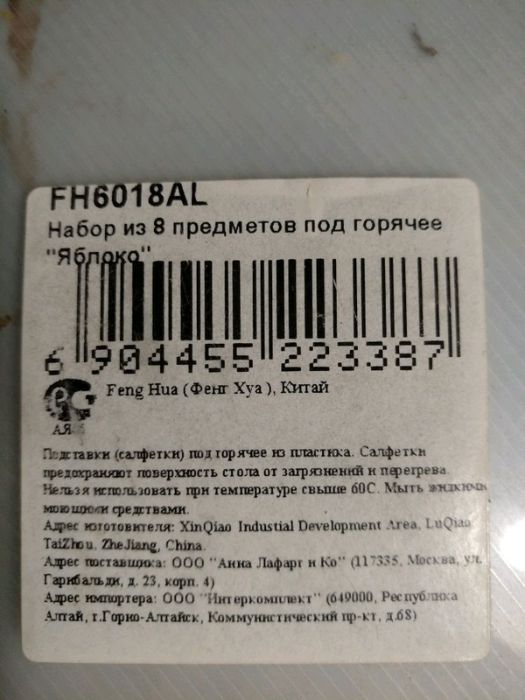 FH6018AL
Набор из 8 предметов под горячее
"Яблоко"
6 904455 223387
Feng Hua (Фенг Хуа ), Китай
АЯ
Подставки (салфетки) под горячее из пластика. Салфетки
предохраняют поверхность стола от загрязнений и перегрева.
Нельзя использовать при температуре свыше 60С. Мыть жидкими
моющими средствами.
Адрес изготовителя: XinQiao Industial Development Area, LuQiao
TaiZhou, ZheJiang, China.
Адрес поставщика: ООО "Анна Лафарг и Ко" (117335, Москва, ул.
Гарибальди, д. 23, корп. 4)
Адрес импортера: ООО "Интеркомплект" (649000, Республика
Алтай, г.Горно-Алтайск, Коммунистический пр-кт, д.68)